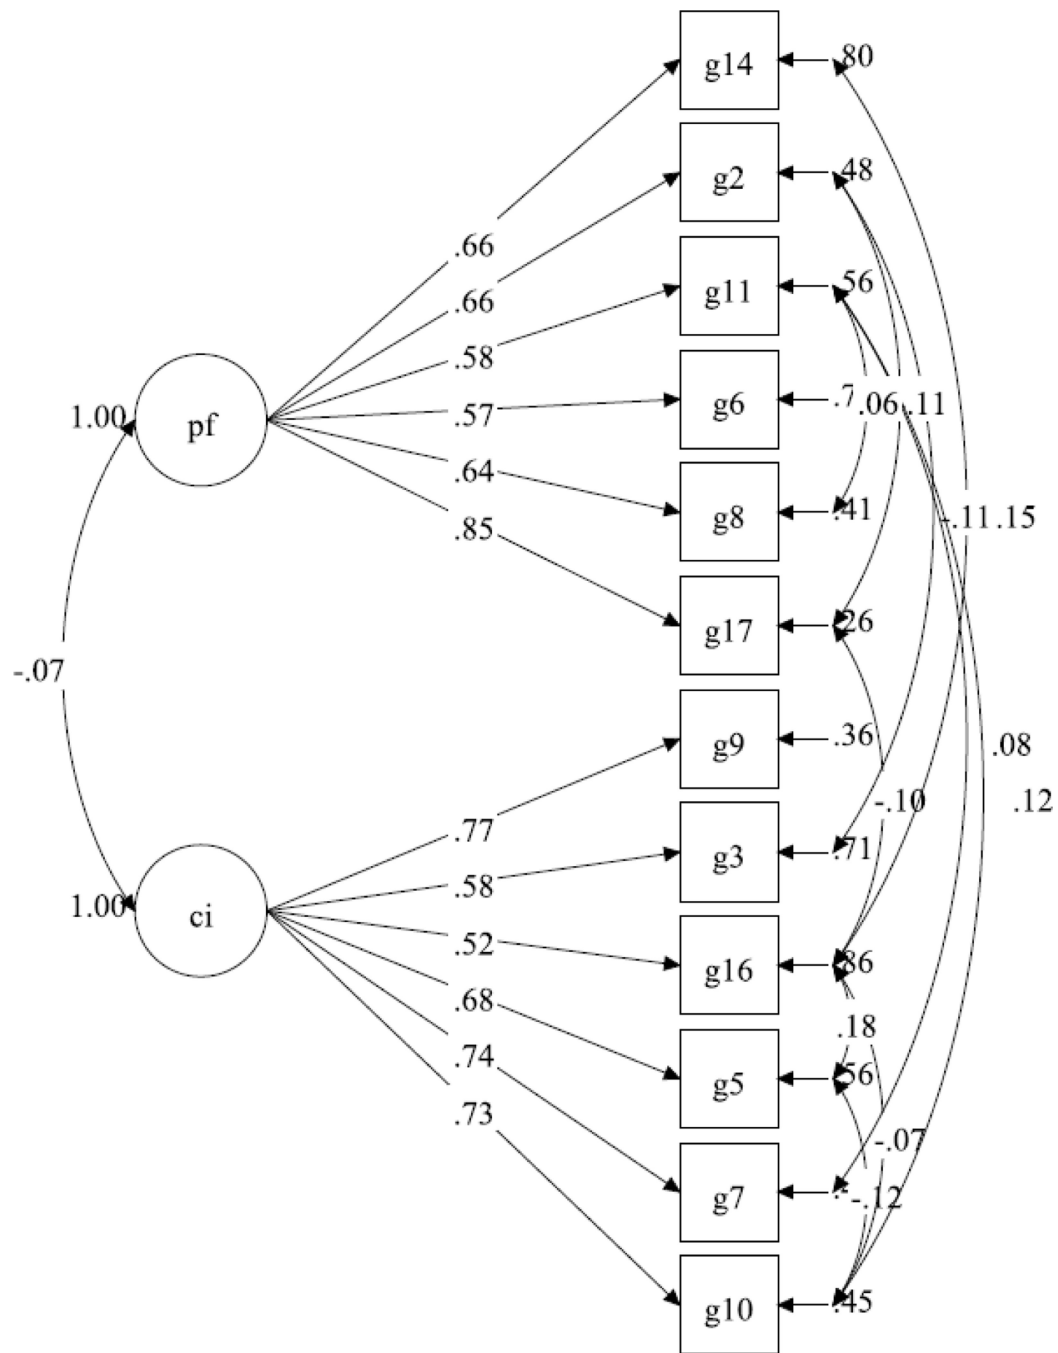 g14
.80
g2
.48
.66
g11
.56
.66
.58
g6
.06
.11
1.00
pf
.57
.64
g8
.41
-.11
.15
.85
g17
.26
-.07
g9
.36
.08
-.10
.12
.77
g3
.71
.58
1.00
ci
.52
g16
.86
.68
.18
.74
g5
.56
.73
-.07
g7
-.12
g10
.45